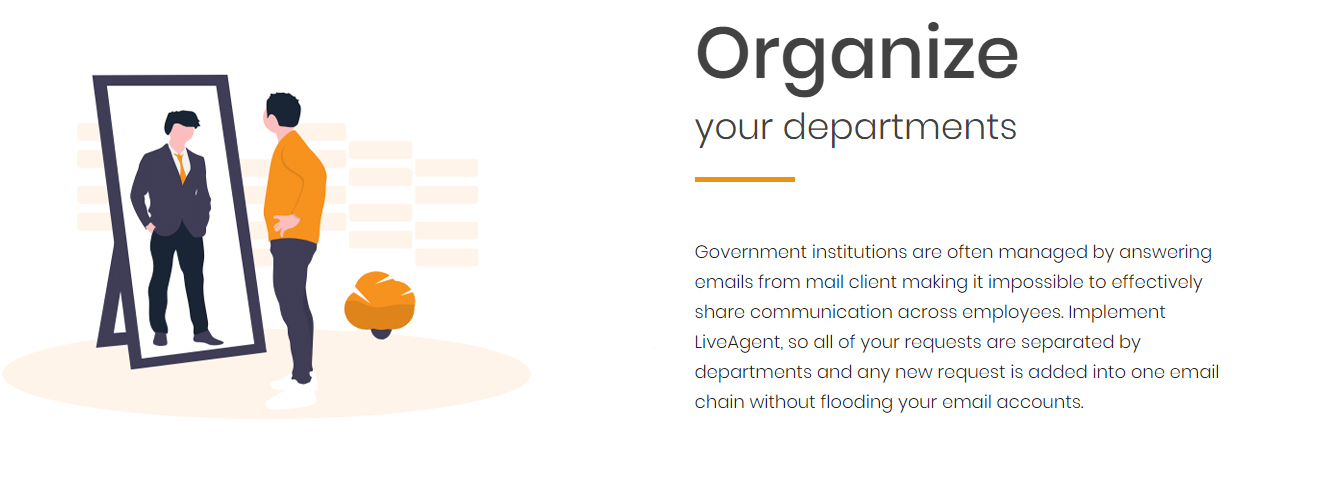 Organize
your departments
Government institutions are often managed by answering
emails from mail client making it impossible to effectively
share communication across employees. Implement
LiveAgent, so all of your requests are separated by
departments and any new request is added into one email
chain without flooding your email accounts.